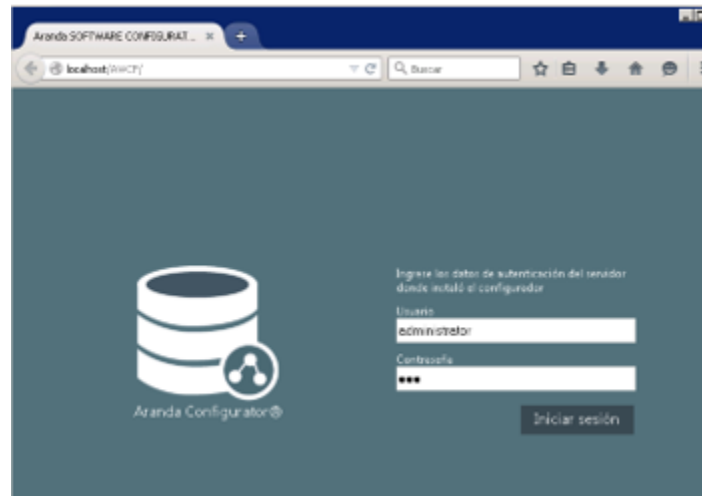 Aranda SOFTWARE CONFIGURAT...
localhost/AWCP/
Buscar
Ingrese los datos de autenticación del servidor
donde instaló el configurador
Usuario
administrator
Contraseña
Aranda Configurator®
Iniciar sesión